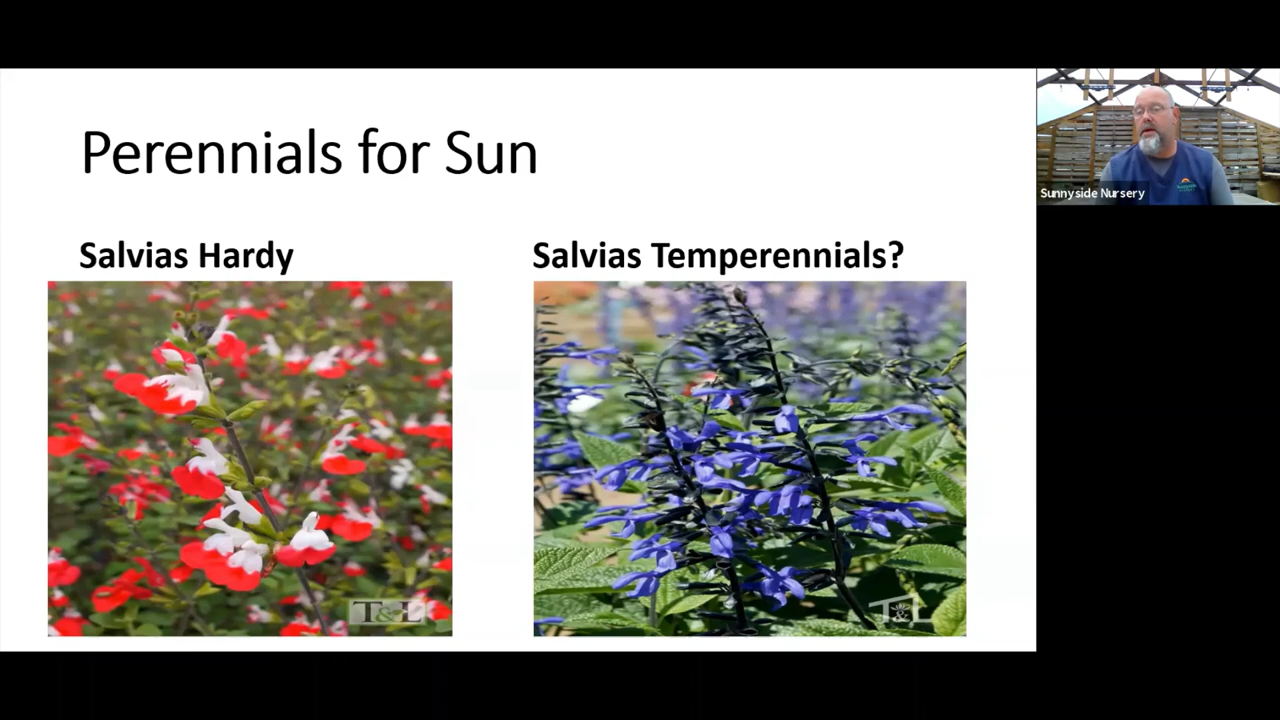 Perennials for Sun
Salvias Hardy
Salvias Temperennials?
T&L
T&L
Sunnyside Nursery